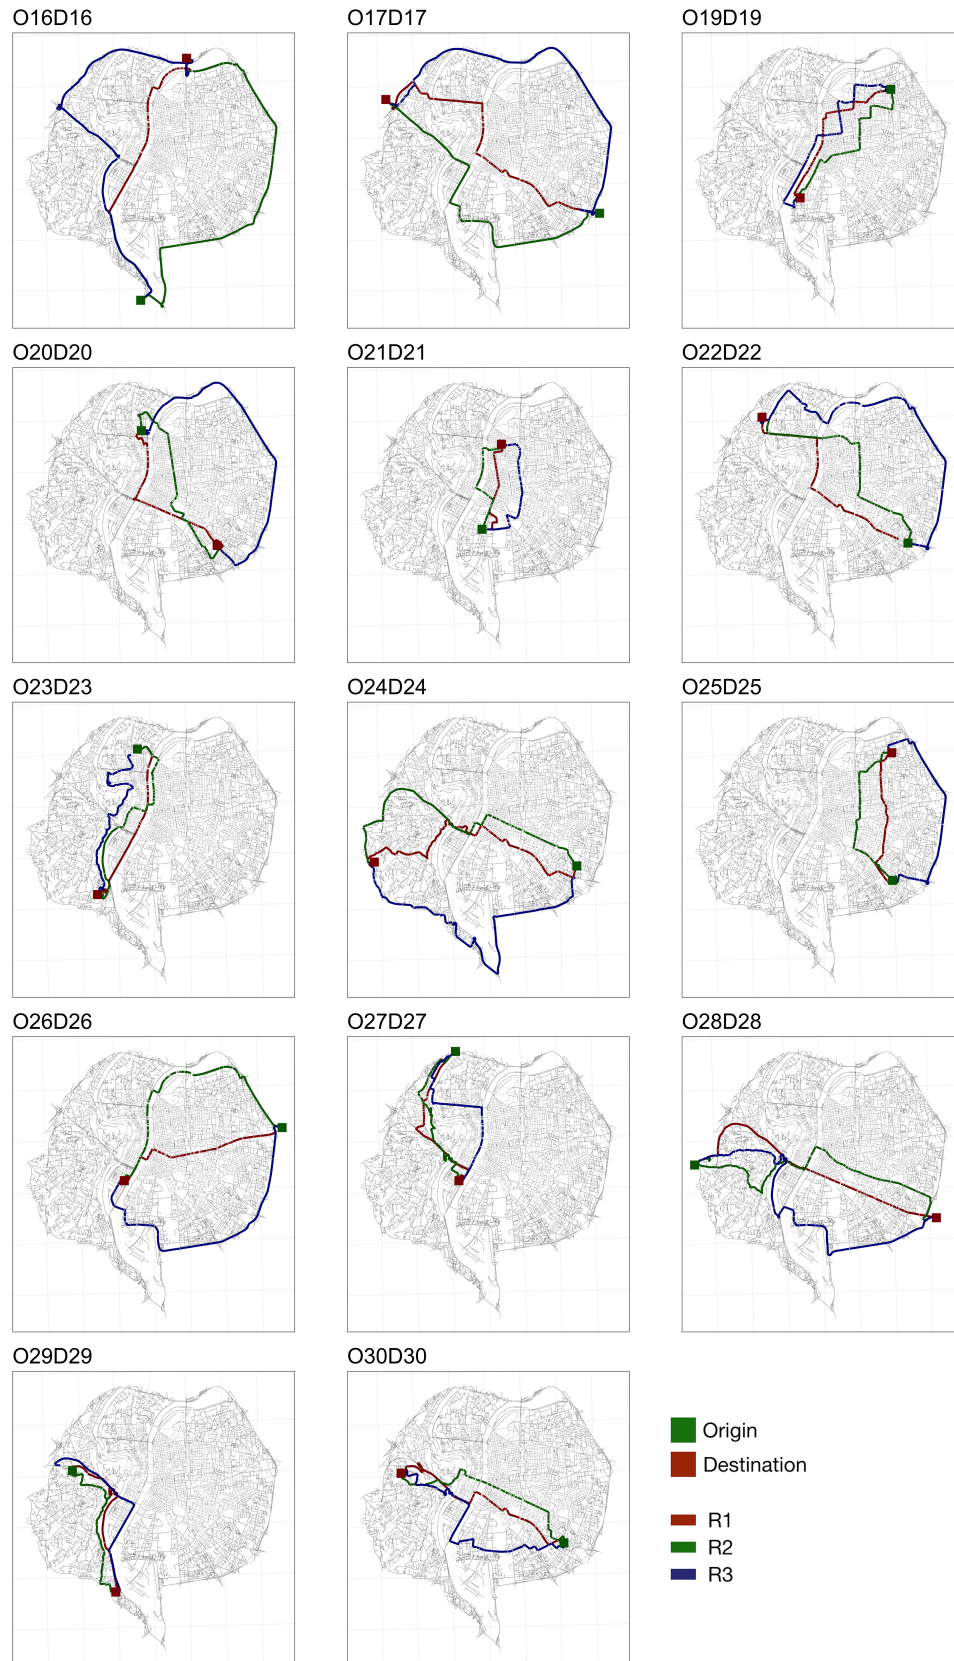 O16D16
O17D17
O19D19
O20D20
O21D21
O22D22
O23D23
O24D24
O25D25
O26D26
O27D27
O28D28
O29D29
O30D30
Origin
Destination
R1
R2
R3